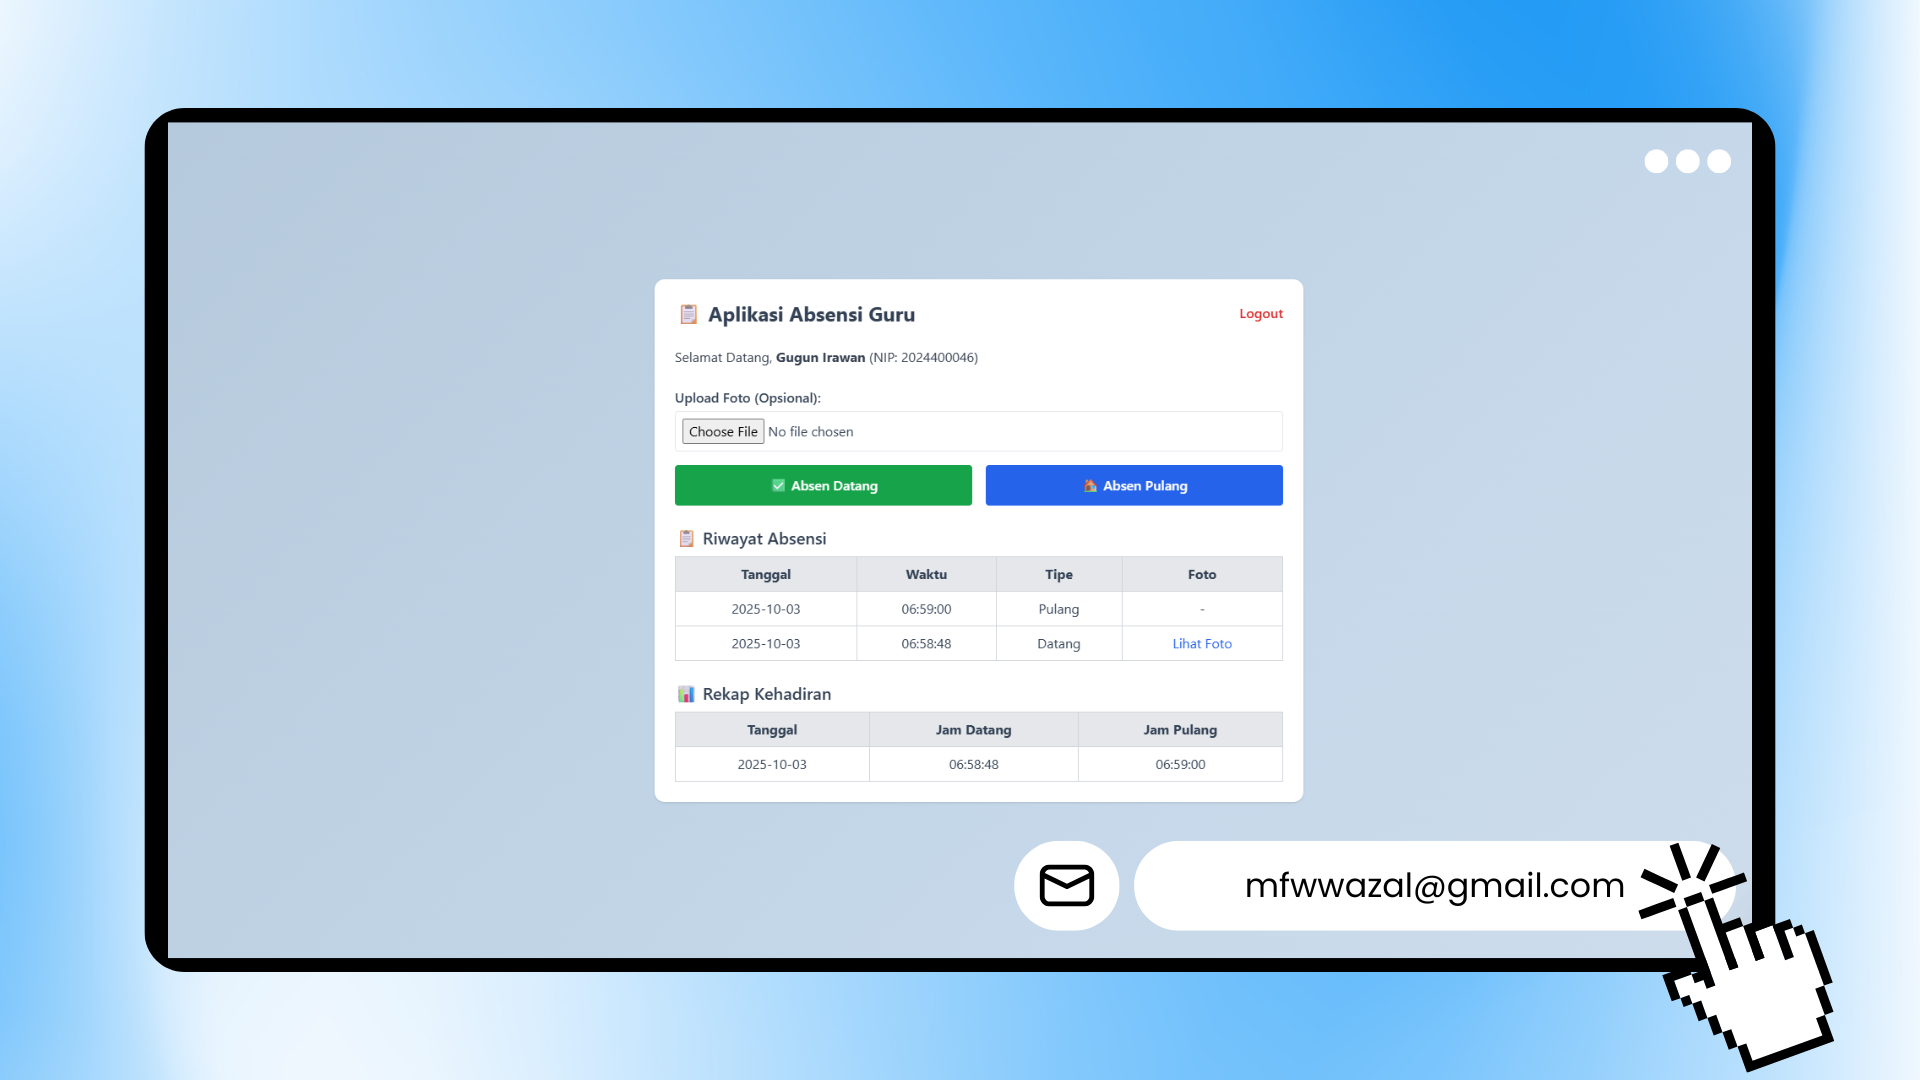 📋 Aplikasi Absensi Guru
Logout
Selamat Datang, Gugun Irawan (NIP: 2024400046)
Upload Foto (Opsional):
Choose File No file chosen
✅ Absen Datang
🏠 Absen Pulang
📋 Riwayat Absensi
Tanggal Waktu Tipe Foto
2025-10-03 06:59:00 Pulang -
2025-10-03 06:58:48 Datang Lihat Foto
📊 Rekap Kehadiran
Tanggal Jam Datang Jam Pulang
2025-10-03 06:58:48 06:59:00
mfwwazal@gmail.com